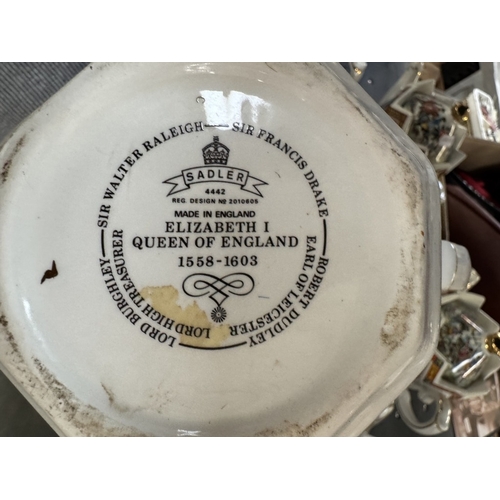 SIR WALTER RALEIGH — SIR FRANCIS DRAKE
SADLER
4442
REG. DESIGN Nº 2010605
MADE IN ENGLAND
ELIZABETH I
QUEEN OF ENGLAND
1558-1603
ROBERT DUDLEY
EARL OF LEICESTER
LORD BURGHLEY
LORD HIGH TREASURER